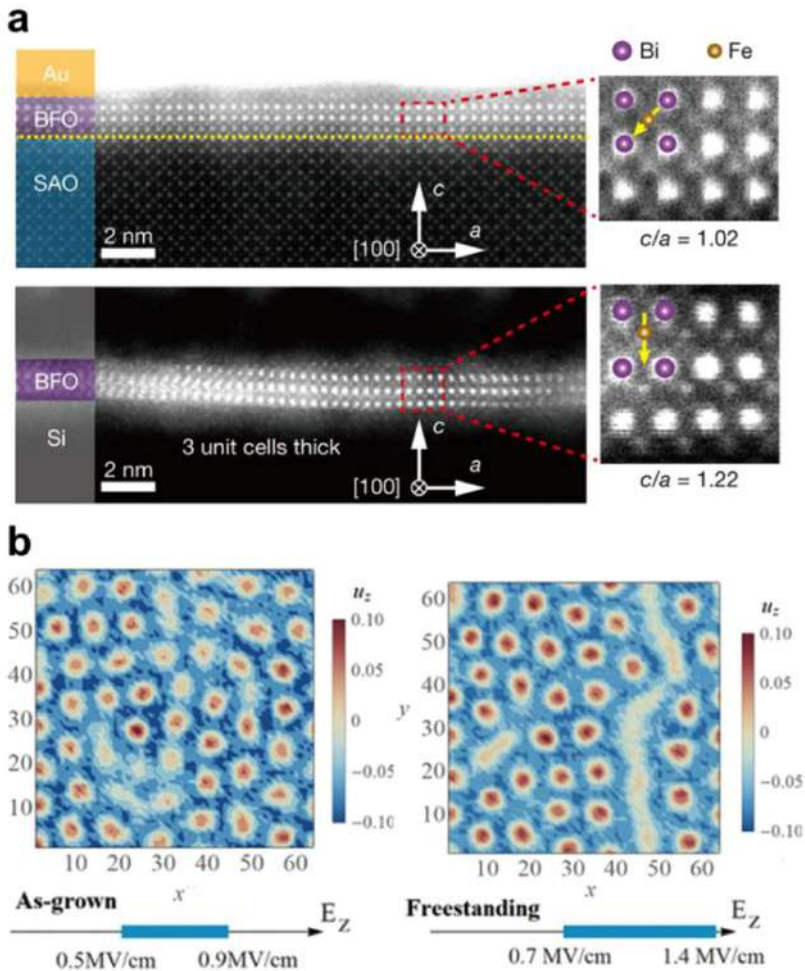 a
Bi Fe
Au
BFO
SAO
2 nm
c
a
[100]
c/a = 1.02
BFO
Si
3 unit cells thick
2 nm
c
a
[100]
c/a = 1.22
b
60
50
40
30
20
10
10 20 30 40 50 60
x
u_z
0.10
0.05
0
−0.05
−0.10
y
60
50
40
30
20
10
10 20 30 40 50 60
x
u_z
0.10
0.05
0
−0.05
−0.10
As-grown
E_Z
0.5MV/cm 0.9MV/cm
Freestanding
E_Z
0.7 MV/cm 1.4 MV/cm